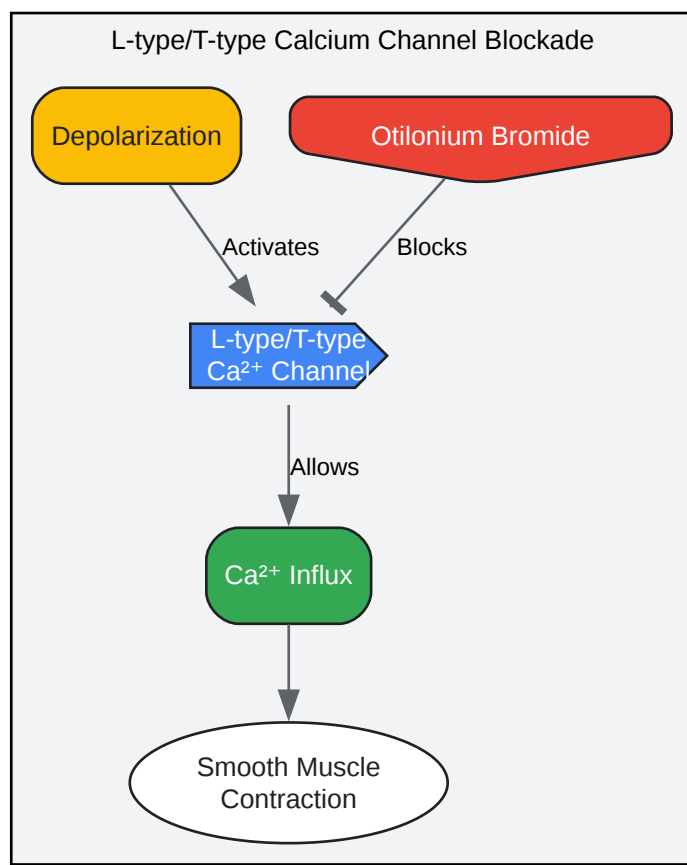 L-type/T-type Calcium Channel Blockade
Depolarization
Otilonium Bromide
Activates
Blocks
L-type/T-type
Ca²⁺ Channel
Allows
Ca²⁺ Influx
Smooth Muscle
Contraction